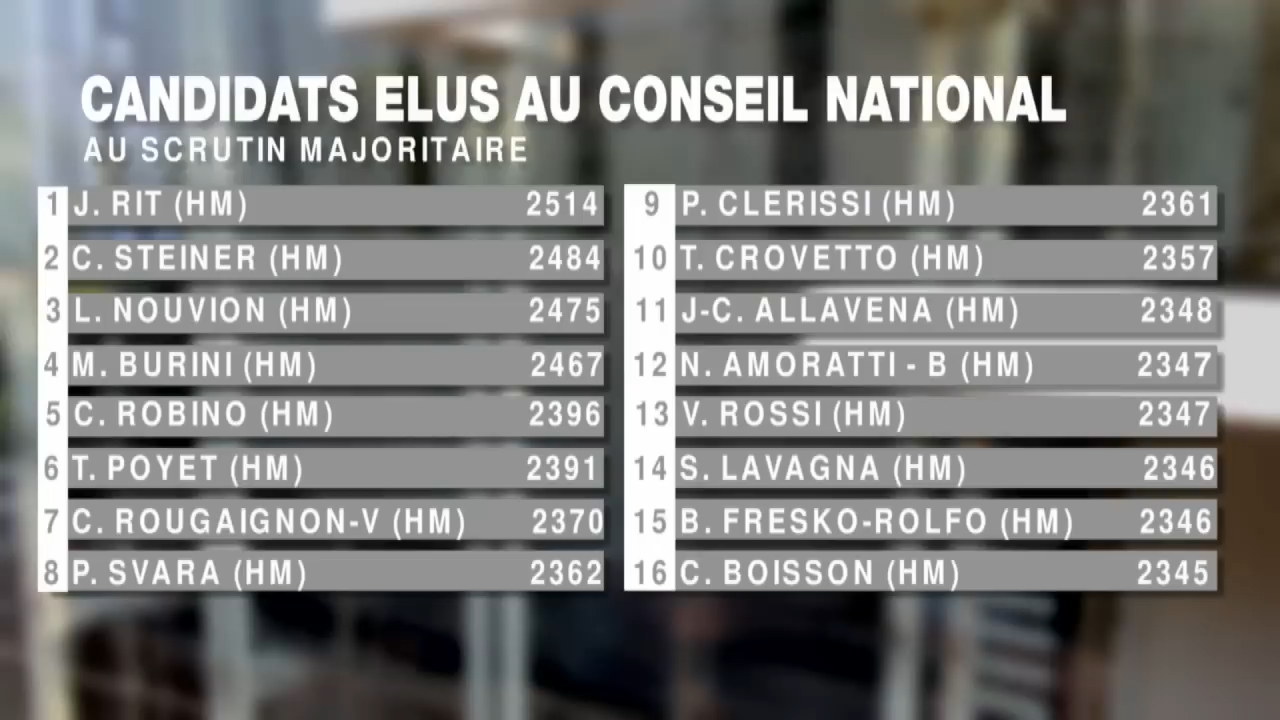 CANDIDATS ELUS AU CONSEIL NATIONAL
AU SCRUTIN MAJORITAIRE
1 J. RIT (HM) 2514
2 C. STEINER (HM) 2484
3 L. NOUVION (HM) 2475
4 M. BURINI (HM) 2467
5 C. ROBINO (HM) 2396
6 T. POYET (HM) 2391
7 C. ROUGAIGNON-V (HM) 2370
8 P. SVARA (HM) 2362
9 P. CLERISSI (HM) 2361
10 T. CROVETTO (HM) 2357
11 J-C. ALLAVENA (HM) 2348
12 N. AMORATTI - B (HM) 2347
13 V. ROSSI (HM) 2347
14 S. LAVAGNA (HM) 2346
15 B. FRESKO-ROLFO (HM) 2346
16 C. BOISSON (HM) 2345